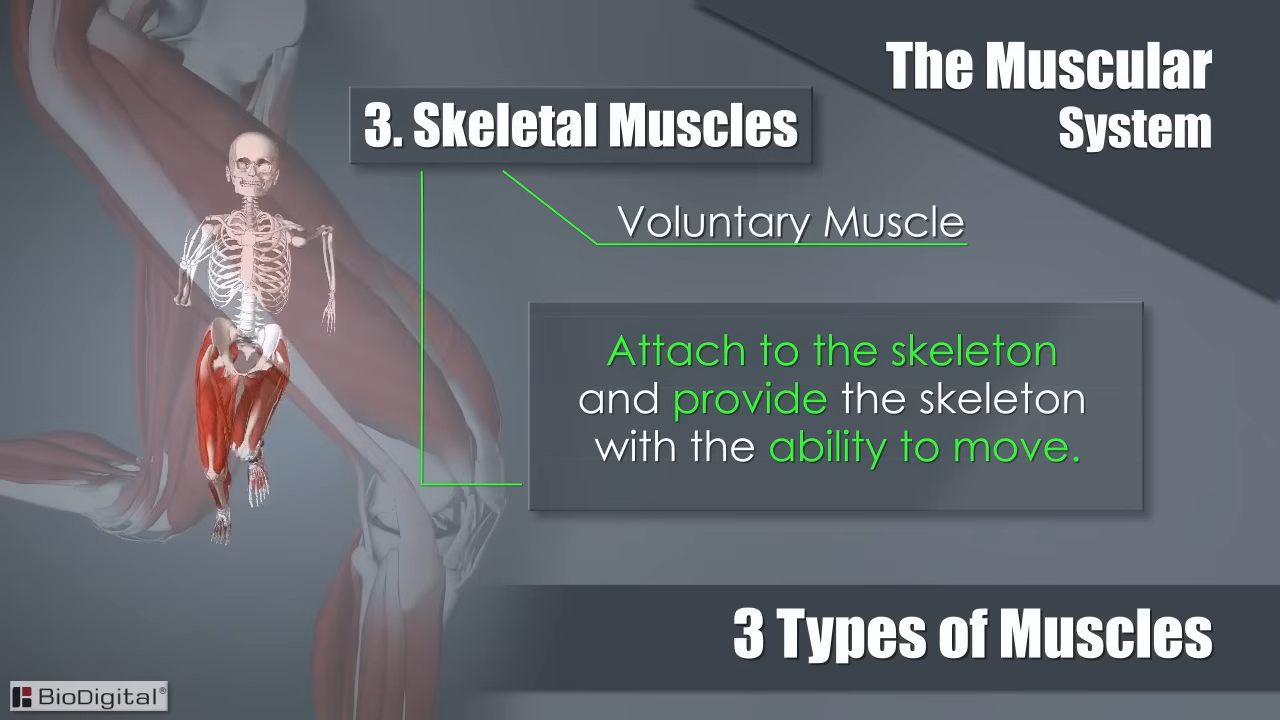 The Muscular
System
3. Skeletal Muscles
Voluntary Muscle
Attach to the skeleton
and provide the skeleton
with the ability to move.
3 Types of Muscles
BioDigital®